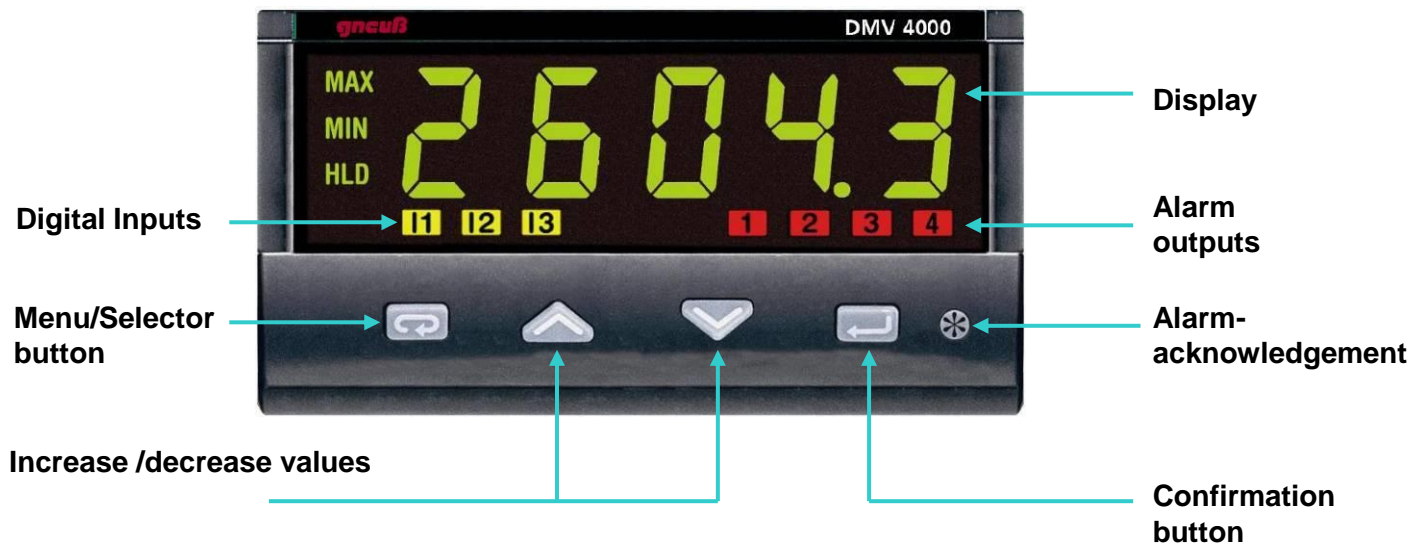 gneuß
DMV 4000
MAX
MIN
HLD
2604.3
I1 I2 I3
1 2 3 4
Display
Digital Inputs
Alarm
outputs
Menu/Selector
button
Alarm-
acknowledgement
Increase /decrease values
Confirmation
button